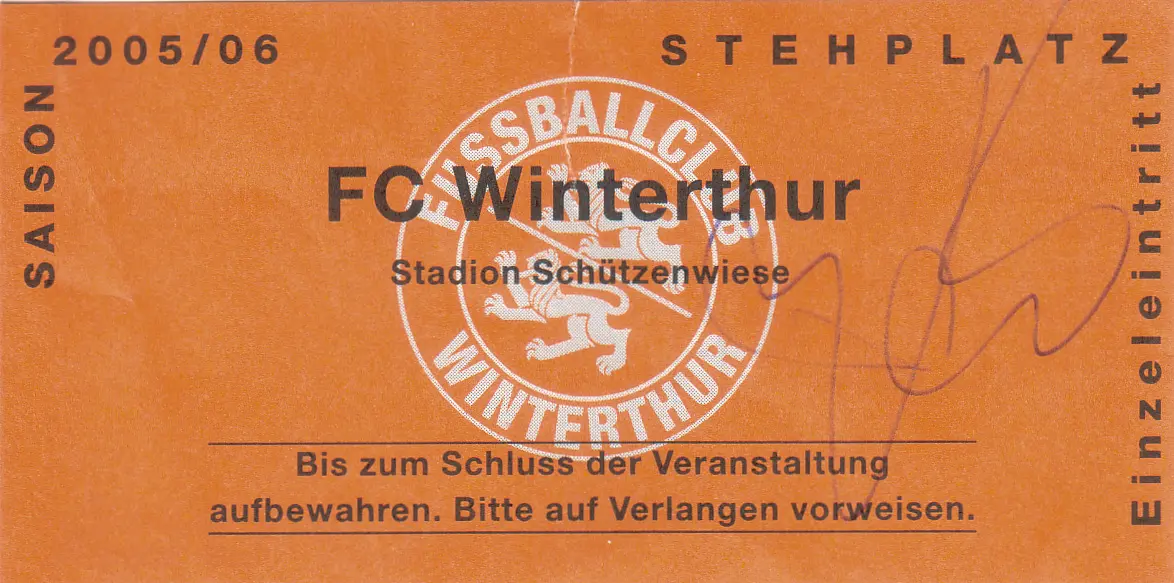 SAISON 2005/06
STEHPLATZ
Einzeleintritt
FUSSBALLCLUB
WINTERTHUR
FC Winterthur
Stadion Schützenwiese
Bis zum Schluss der Veranstaltung
aufbewahren. Bitte auf Verlangen vorweisen.